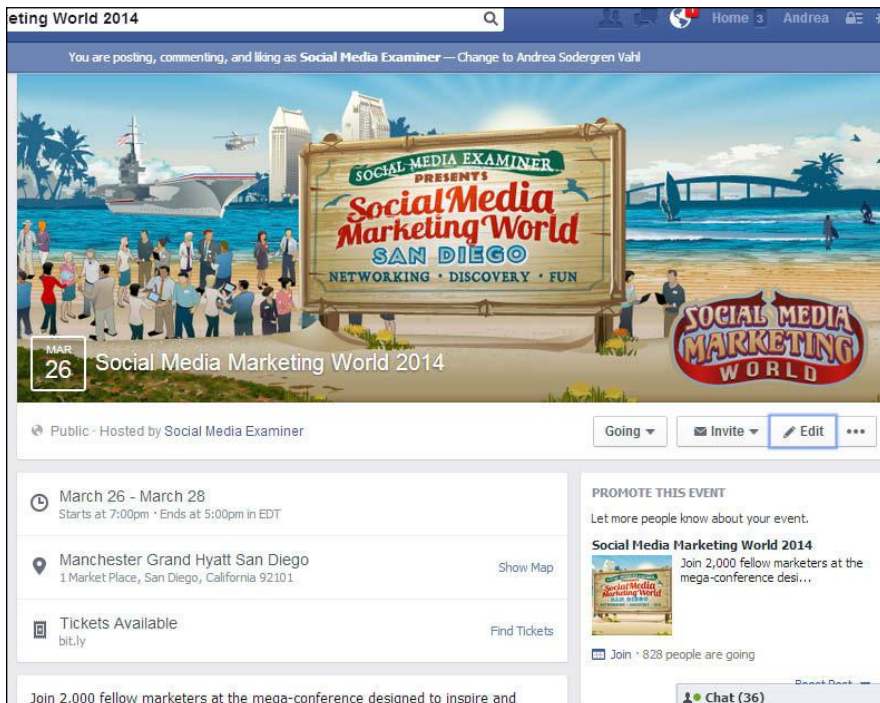 eting World 2014
Home 3 Andrea
You are posting, commenting, and liking as Social Media Examiner — Change to Andrea Sodergren Vahl
SOCIAL MEDIA EXAMINER
PRESENTS
Social Media
Marketing World
SAN DIEGO
NETWORKING · DISCOVERY · FUN
SOCIAL MEDIA
MARKETING
WORLD
MAR
26
Social Media Marketing World 2014
Public · Hosted by Social Media Examiner
Going
Invite
Edit
March 26 - March 28
Starts at 7:00pm · Ends at 5:00pm in EDT
Manchester Grand Hyatt San Diego
1 Market Place, San Diego, California 92101
Show Map
Tickets Available
bit.ly
Find Tickets
Join 2,000 fellow marketers at the mega-conference designed to inspire and
PROMOTE THIS EVENT
Let more people know about your event.
Social Media Marketing World 2014
Join 2,000 fellow marketers at the
mega-conference desi...
Join · 828 people are going
Boost Post
Chat (36)